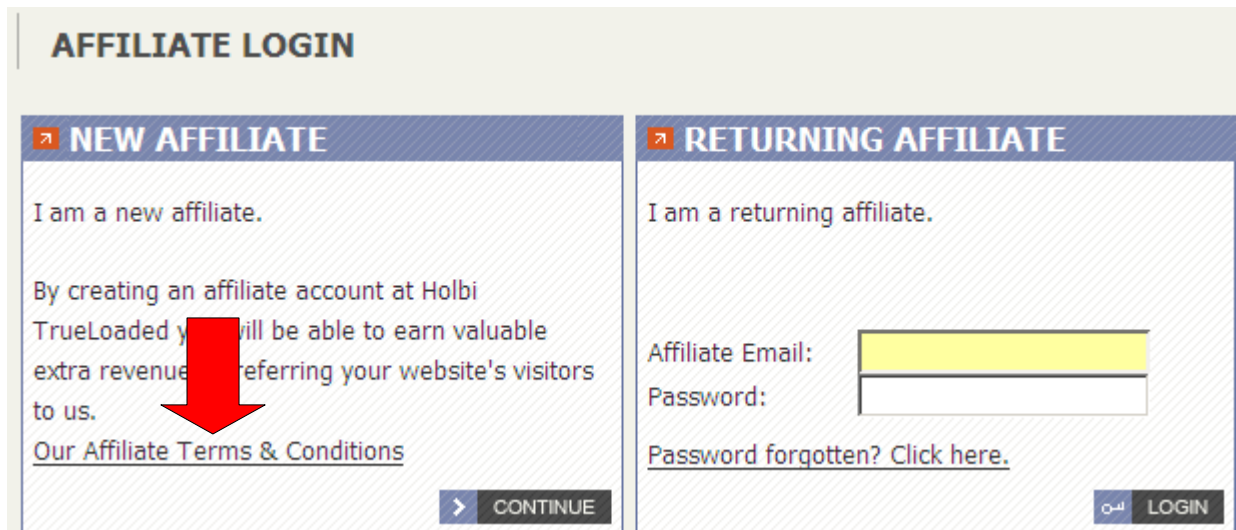 AFFILIATE LOGIN
NEW AFFILIATE
I am a new affiliate.
By creating an affiliate account at Holbi
TrueLoaded will be able to earn valuable
extra revenue referring your website's visitors
to us.
Our Affiliate Terms & Conditions
CONTINUE
RETURNING AFFILIATE
I am a returning affiliate.
Affiliate Email:
Password:
Password forgotten? Click here.
LOGIN